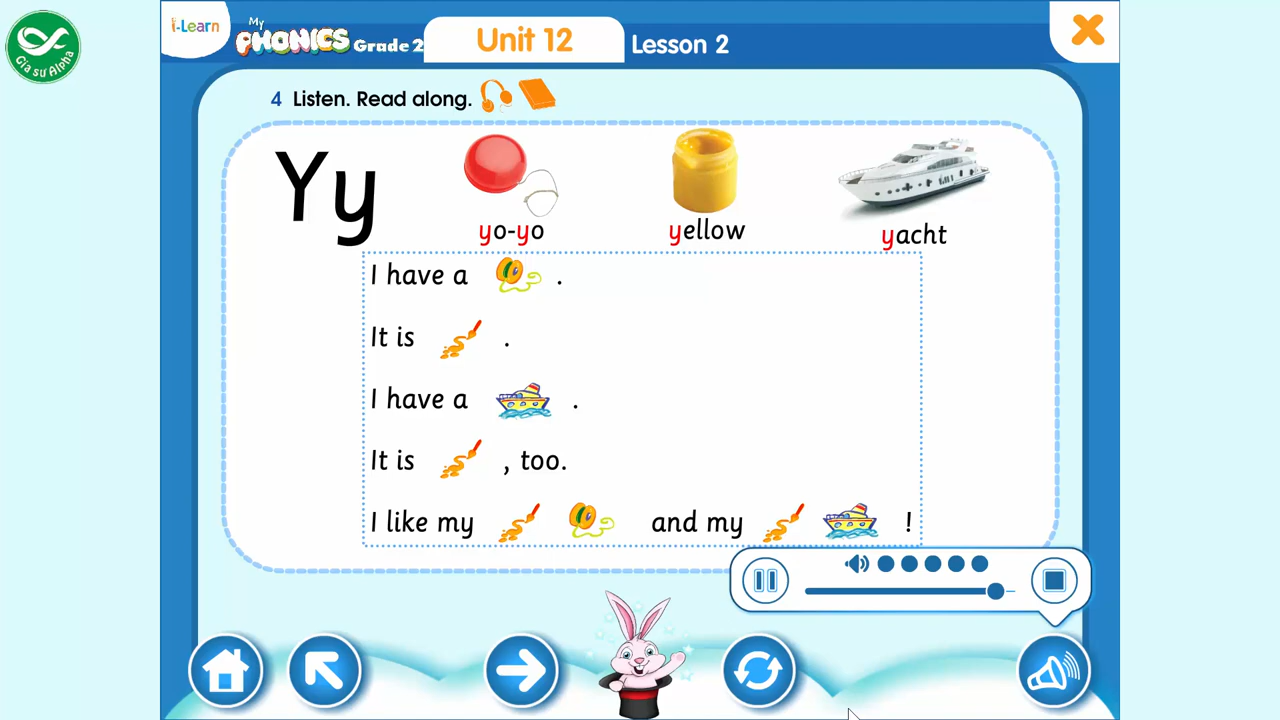 i-Learn
My
PHONICS Grade 2
Unit 12
Lesson 2
Gia sư Alpha
4 Listen. Read along.
Yy
yo-yo
yellow
yacht
I have a .
It is .
I have a .
It is , too.
I like my and my !